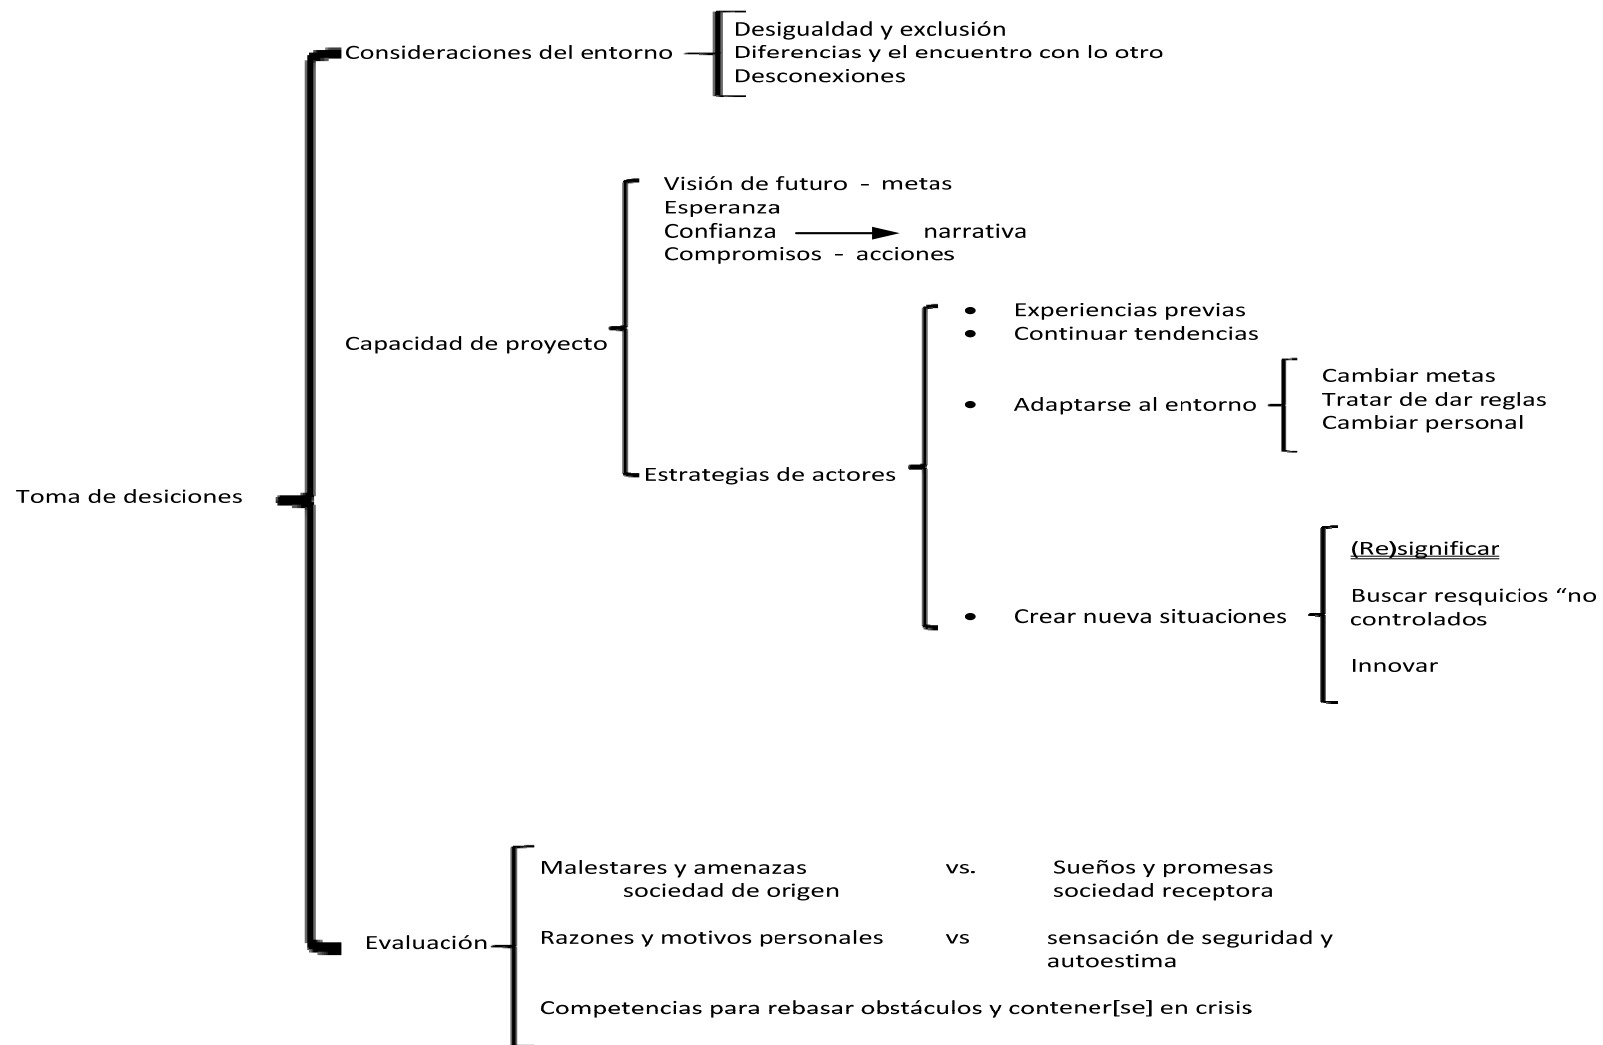 Desigualdad y exclusión
Consideraciones del entorno
Diferencias y el encuentro con lo otro
Desconexiones
Visión de futuro - metas
Esperanza
Confianza narrativa
Compromisos - acciones
• Experiencias previas
• Continuar tendencias
Capacidad de proyecto
Cambiar metas
• Adaptarse al entorno
Tratar de dar reglas
Cambiar personal
Estrategias de actores
Toma de desiciones
(Re)significar
Buscar resquicios “no
controlados
• Crear nueva situaciones
Innovar
Malestares y amenazas vs. Sueños y promesas
sociedad de origen sociedad receptora
Evaluación
Razones y motivos personales vs sensación de seguridad y
autoestima
Competencias para rebasar obstáculos y contener[se] en crisis